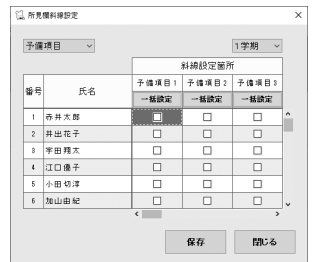 所見欄斜線設定
予備項目 1学期
斜線設定箇所
番号 氏名 予備項目1 予備項目2 予備項目3
一括設定 一括設定 一括設定
1 赤井太郎
2 井出花子
3 宇田翔太
4 江口優子
5 小田切淳
6 加山由紀
保存 閉じる